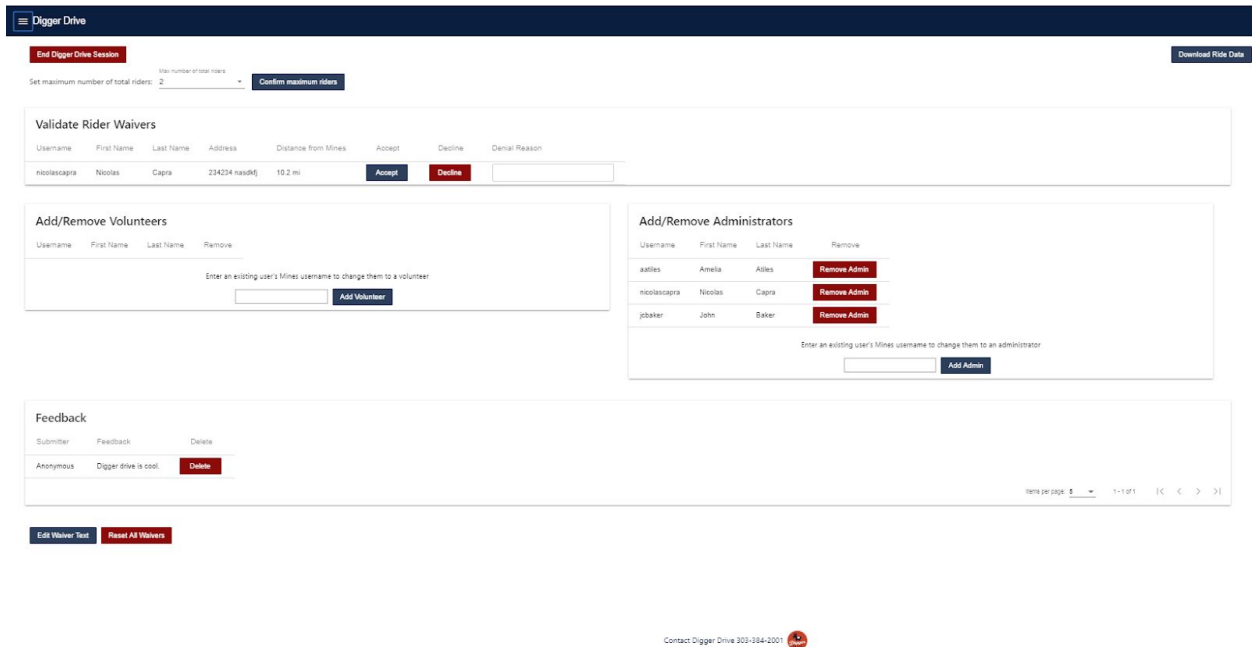 Digger Drive
End Digger Drive Session
Download Ride Data
Max number of total riders
Set maximum number of total riders: 2 Confirm maximum riders
Validate Rider Waivers
Username First Name Last Name Address Distance from Mines Accept Decline Denial Reason
nicolascapra Nicolas Capra 234234 nasdkfj 10.2 mi Accept Decline
Add/Remove Volunteers
Username First Name Last Name Remove
Enter an existing user's Mines username to change them to a volunteer
Add Volunteer
Add/Remove Administrators
Username First Name Last Name Remove
aatiles Amelia Atiles Remove Admin
nicolascapra Nicolas Capra Remove Admin
jcbaker John Baker Remove Admin
Enter an existing user's Mines username to change them to an administrator
Add Admin
Feedback
Submitter Feedback Delete
Anonymous Digger drive is cool. Delete
Items per page: 5 1 - 1 of 1
Edit Waiver Text Reset All Waivers
Contact Digger Drive 303-384-2001